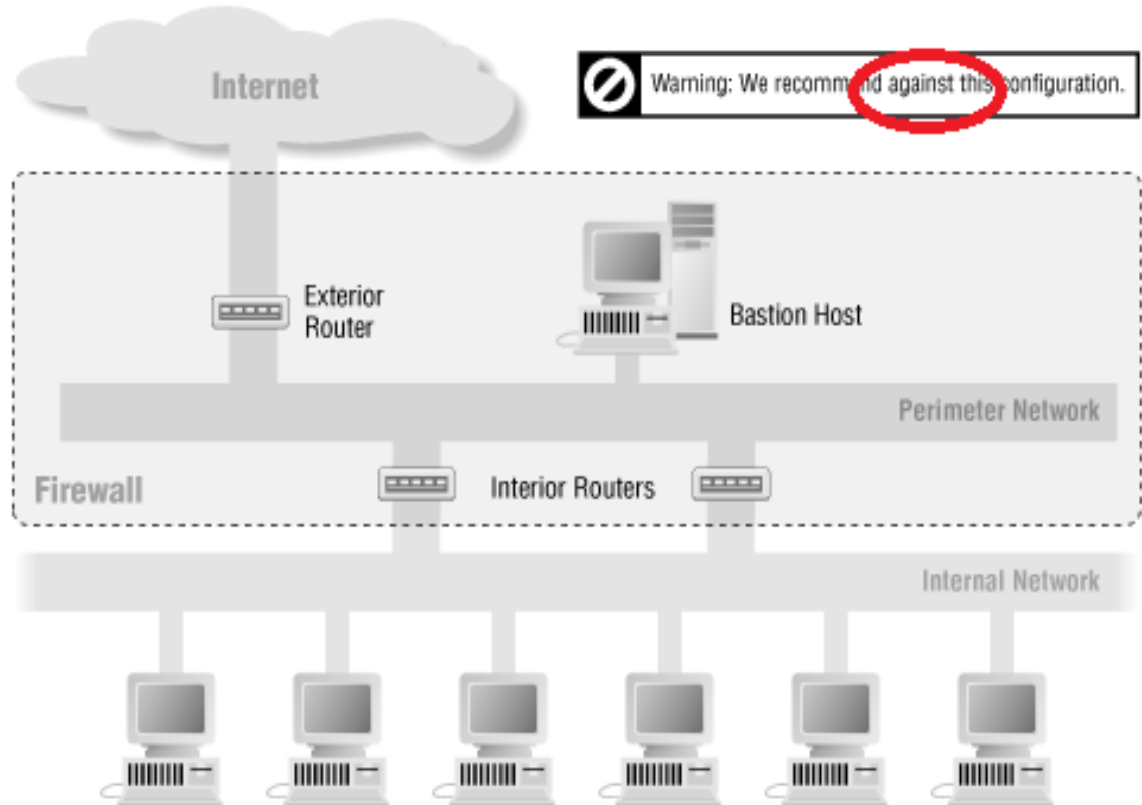 Internet
Warning: We recommend against this configuration.
Exterior
Router
Bastion Host
Perimeter Network
Firewall
Interior Routers
Internal Network